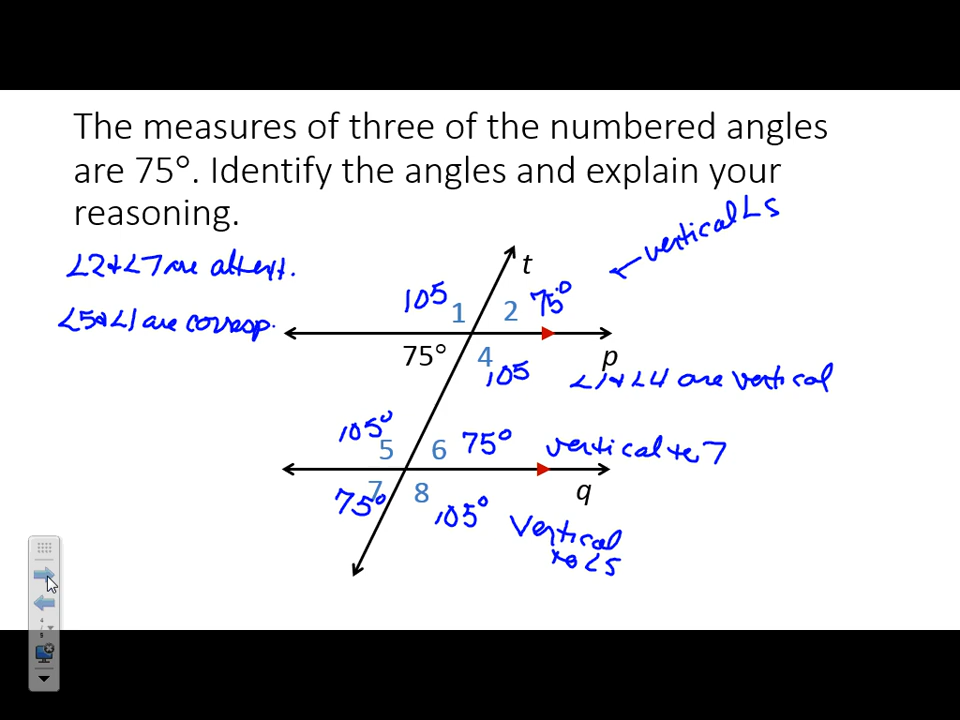 The measures of three of the numbered angles
are 75°. Identify the angles and explain your
reasoning.
vertical ∠s
∠2 & ∠7 are alt ext.
t
105 1 2 75°
∠5 & ∠1 are corresp.
75° 4 p
105 ∠1 & ∠4 are vertical
105°
5 6 75° vertical to 7
75° 7 8 q
105° Vertical
to ∠5